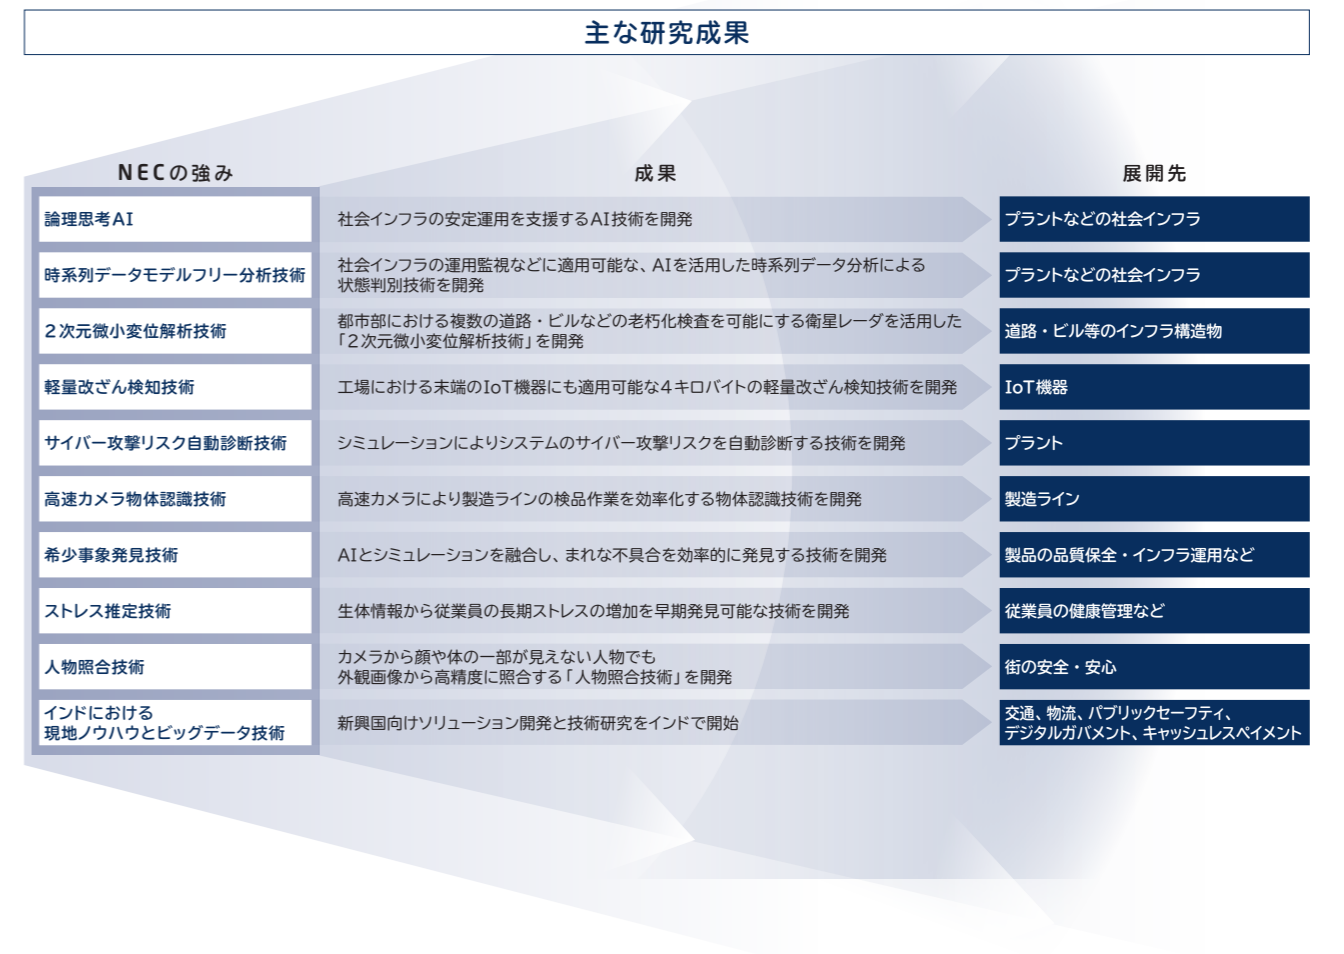 主な研究成果
NECの強み
成果
展開先
論理思考AI
社会インフラの安定運用を支援するAI技術を開発
プラントなどの社会インフラ
時系列データモデルフリー分析技術
社会インフラの運用監視などに適用可能な、AIを活用した時系列データ分析による
状態判別技術を開発
プラントなどの社会インフラ
2次元微小変位解析技術
都市部における複数の道路・ビルなどの老朽化検査を可能にする衛星レーダを活用した
「2次元微小変位解析技術」を開発
道路・ビル等のインフラ構造物
軽量改ざん検知技術
工場における末端のIoT機器にも適用可能な4キロバイトの軽量改ざん検知技術を開発
IoT機器
サイバー攻撃リスク自動診断技術
シミュレーションによりシステムのサイバー攻撃リスクを自動診断する技術を開発
プラント
高速カメラ物体認識技術
高速カメラにより製造ラインの検品作業を効率化する物体認識技術を開発
製造ライン
希少事象発見技術
AIとシミュレーションを融合し、まれな不具合を効率的に発見する技術を開発
製品の品質保全・インフラ運用など
ストレス推定技術
生体情報から従業員の長期ストレスの増加を早期発見可能な技術を開発
従業員の健康管理など
人物照合技術
カメラから顔や体の一部が見えない人物でも
外観画像から高精度に照合する「人物照合技術」を開発
街の安全・安心
インドにおける
現地ノウハウとビッグデータ技術
新興国向けソリューション開発と技術研究をインドで開始
交通、物流、パブリックセーフティ、
デジタルガバメント、キャッシュレスペイメント